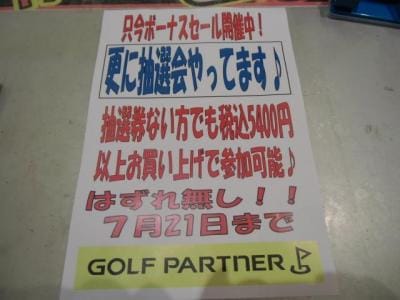 只今ボーナスセール開催中！
更に抽選会やってます♪
抽選券ない方でも税込5400円
以上お買い上げで参加可能♪
はずれ無し！！
７月21日まで
GOLF PARTNER